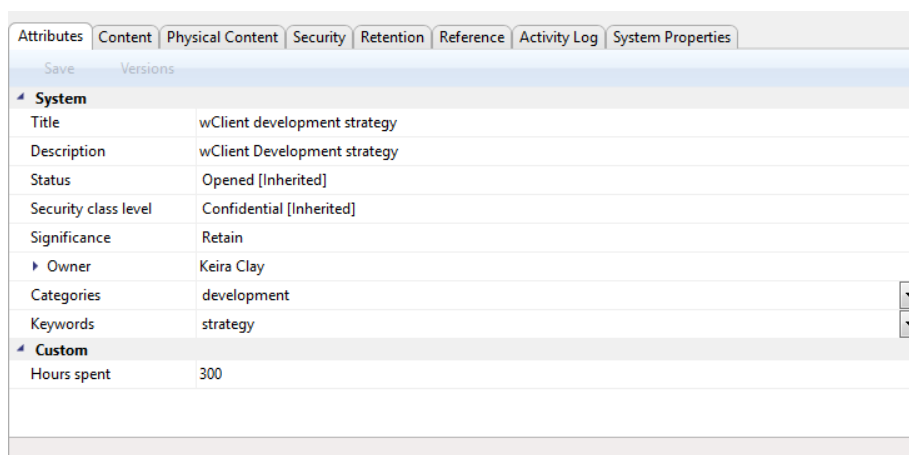 Attributes Content Physical Content Security Retention Reference Activity Log System Properties
Save Versions
System
Title wClient development strategy
Description wClient Development strategy
Status Opened [Inherited]
Security class level Confidential [Inherited]
Significance Retain
Owner Keira Clay
Categories development
Keywords strategy
Custom
Hours spent 300